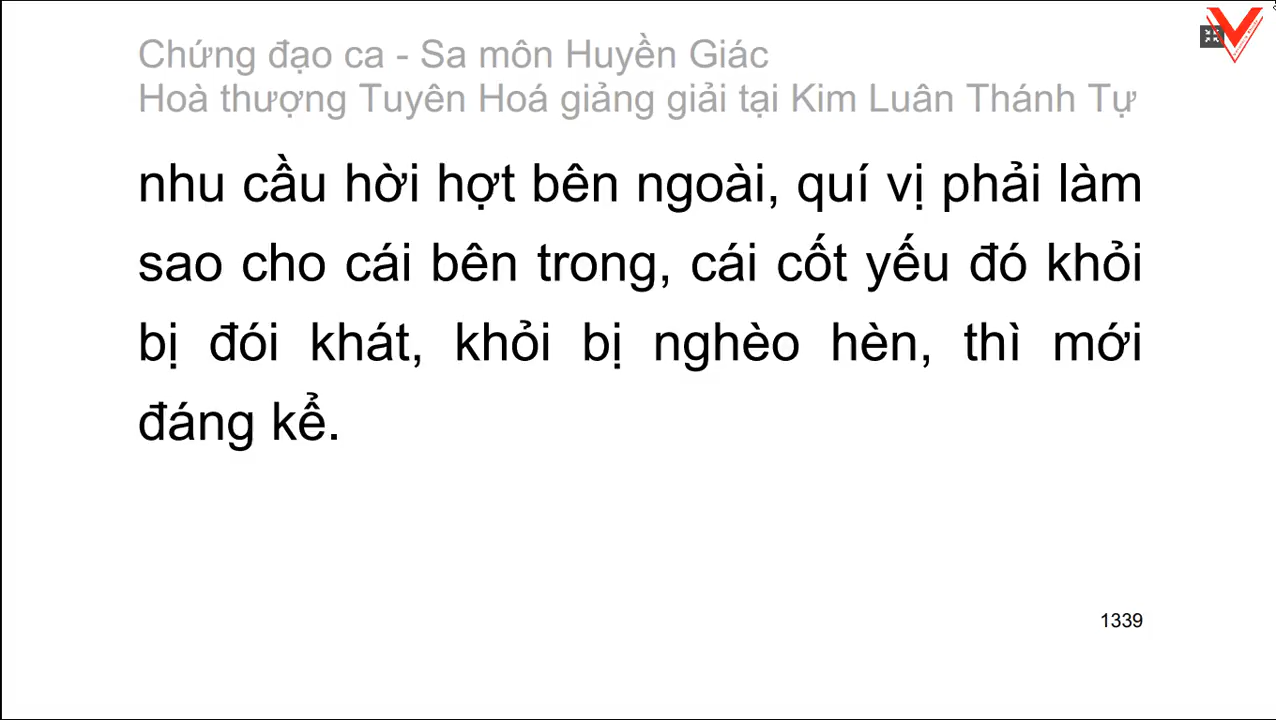 Chứng đạo ca - Sa môn Huyền Giác
Hoà thượng Tuyên Hoá giảng giải tại Kim Luân Thánh Tự
nhu cầu hời hợt bên ngoài, quí vị phải làm
sao cho cái bên trong, cái cốt yếu đó khỏi
bị đói khát, khỏi bị nghèo hèn, thì mới
đáng kể.
1339